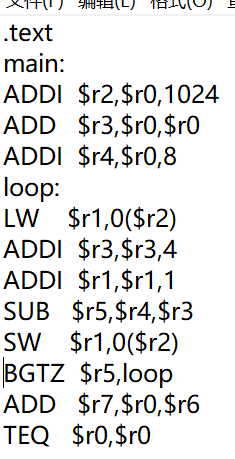 文件(F) 编辑(E) 格式(O)
.text
main:
ADDI $r2,$r0,1024
ADD $r3,$r0,$r0
ADDI $r4,$r0,8
loop:
LW $r1,0($r2)
ADDI $r3,$r3,4
ADDI $r1,$r1,1
SUB $r5,$r4,$r3
SW $r1,0($r2)
BGTZ $r5,loop
ADD $r7,$r0,$r6
TEQ $r0,$r0